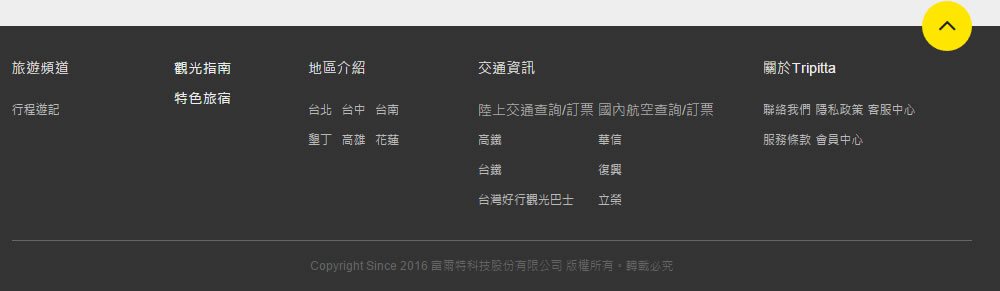 旅遊頻道
行程遊記
觀光指南
特色旅宿
地區介紹
台北 台中 台南
墾丁 高雄 花蓮
交通資訊
陸上交通查詢/訂票 國內航空查詢/訂票
高鐵 華信
台鐵 復興
台灣好行觀光巴士 立榮
關於Tripitta
聯絡我們 隱私政策 客服中心
服務條款 會員中心
Copyright Since 2016 富爾特科技股份有限公司 版權所有。轉載必究